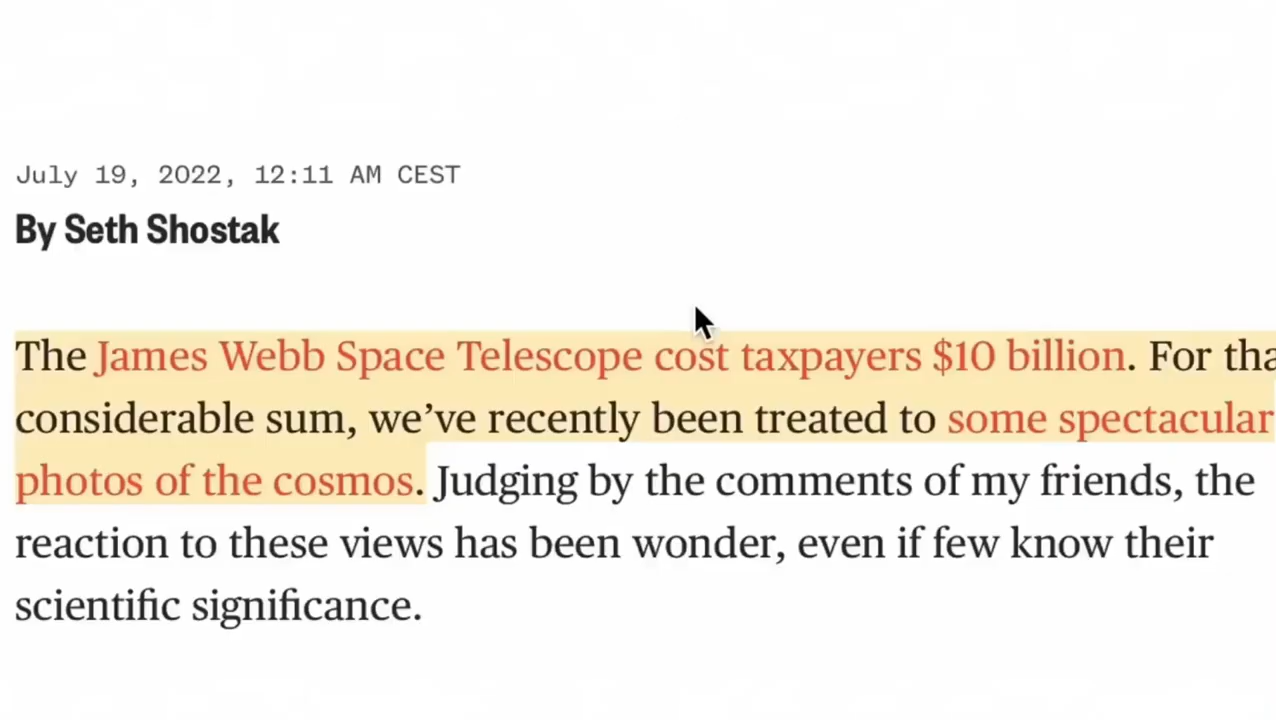 July 19, 2022, 12:11 AM CEST
By Seth Shostak
The James Webb Space Telescope cost taxpayers $10 billion. For tha
considerable sum, we’ve recently been treated to some spectacular
photos of the cosmos. Judging by the comments of my friends, the
reaction to these views has been wonder, even if few know their
scientific significance.